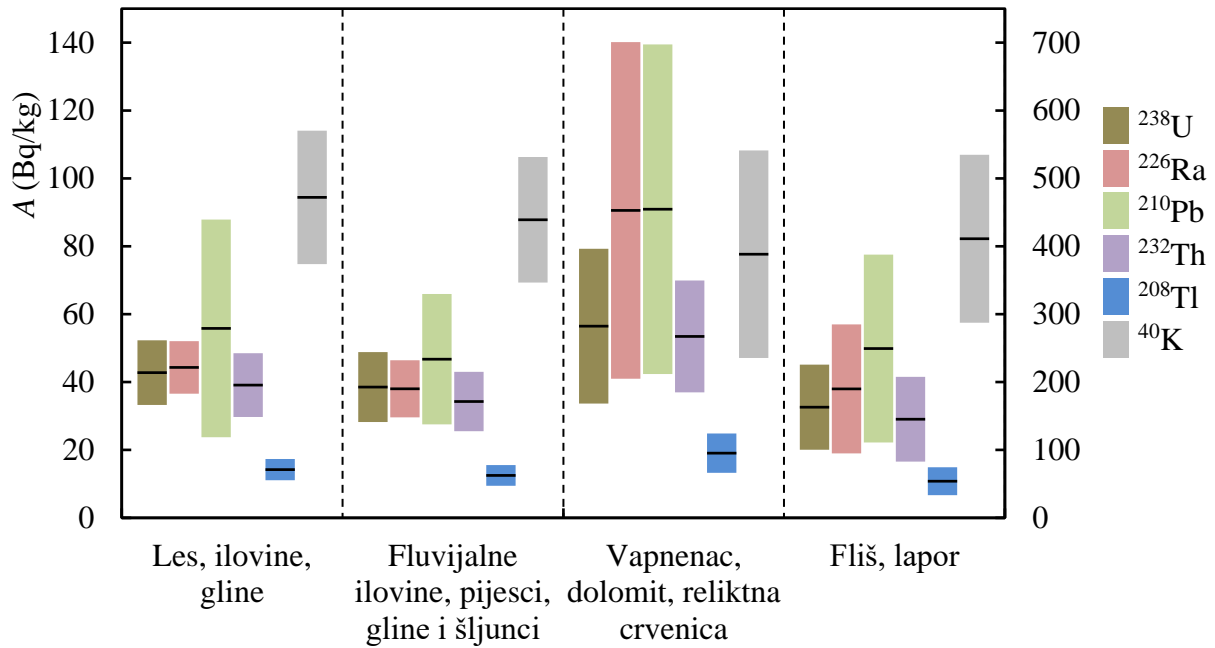 140
120
100
80
60
40
20
0
A (Bq/kg)
700
600
500
400
300
200
100
0
²³⁸U
²²⁶Ra
²¹⁰Pb
²³²Th
²⁰⁸Tl
⁴⁰K
Les, ilovine,
gline
Fluvijalne
ilovine, pijesci,
gline i šljunci
Vapnenac,
dolomit, reliktna
crvenica
Fliš, lapor